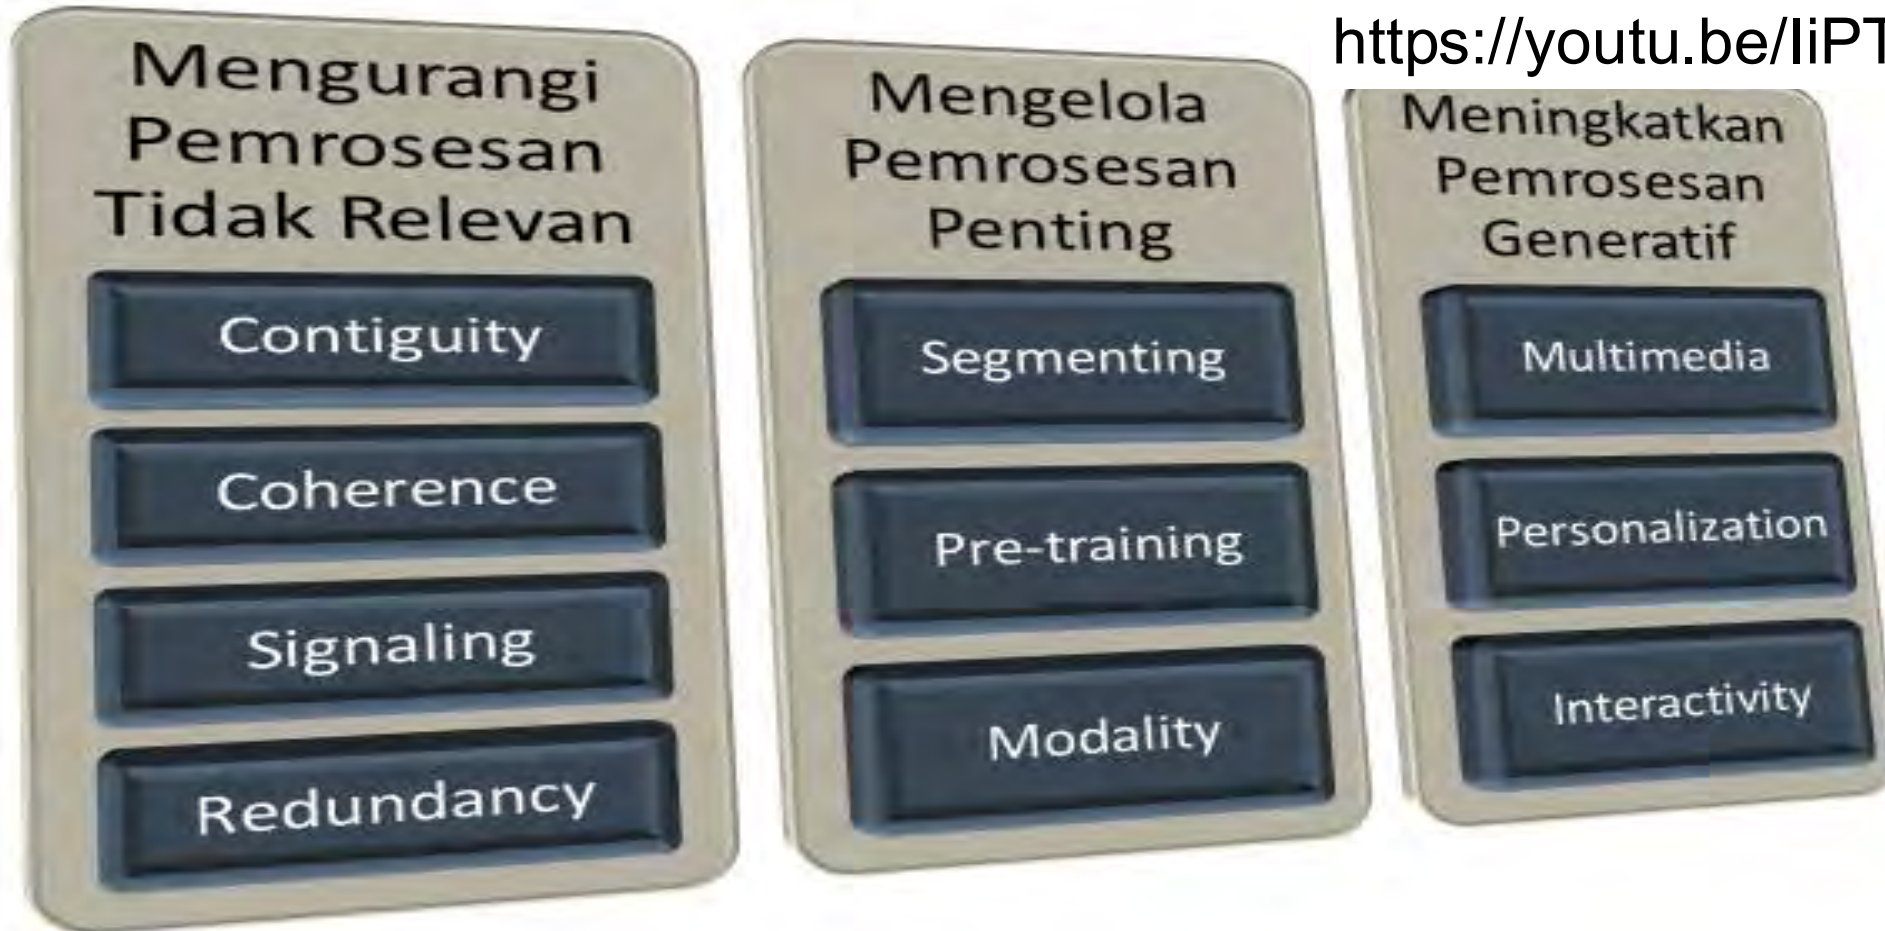 https://youtu.be/IiPT
Mengurangi
Pemrosesan
Tidak Relevan
Contiguity
Coherence
Signaling
Redundancy
Mengelola
Pemrosesan
Penting
Segmenting
Pre-training
Modality
Meningkatkan
Pemrosesan
Generatif
Multimedia
Personalization
Interactivity